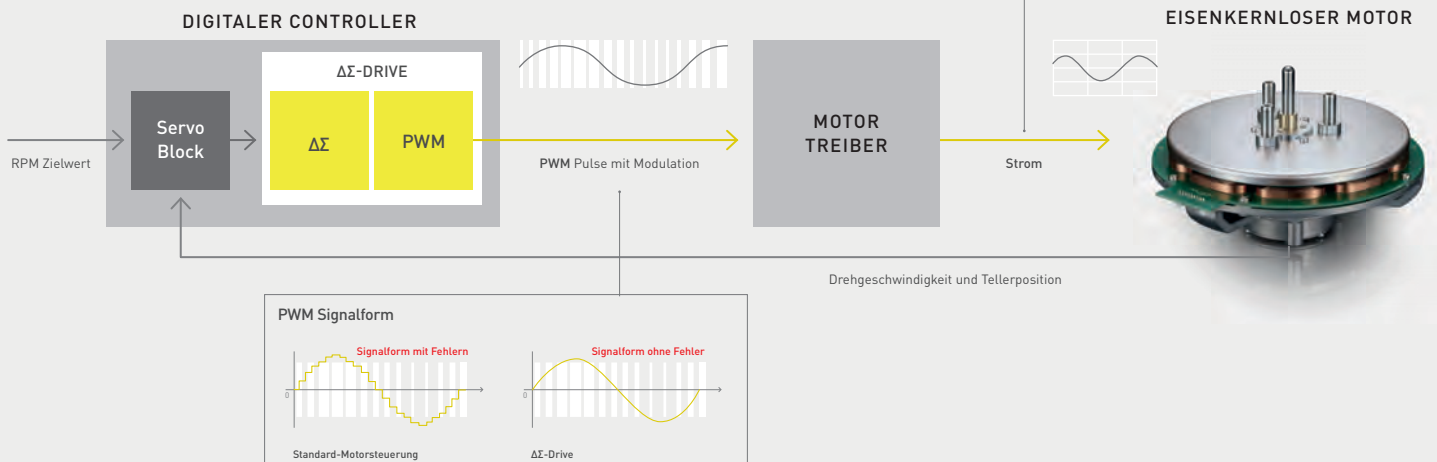 DIGITALER CONTROLLER
EISENKERNLOSER MOTOR
ΔΣ-DRIVE
Servo
Block
ΔΣ
PWM
MOTOR
TREIBER
RPM Zielwert
PWM Pulse mit Modulation
Strom
Drehgeschwindigkeit und Tellerposition
PWM Signalform
Signalform mit Fehlern
Signalform ohne Fehler
0
0
Standard-Motorsteuerung
ΔΣ-Drive